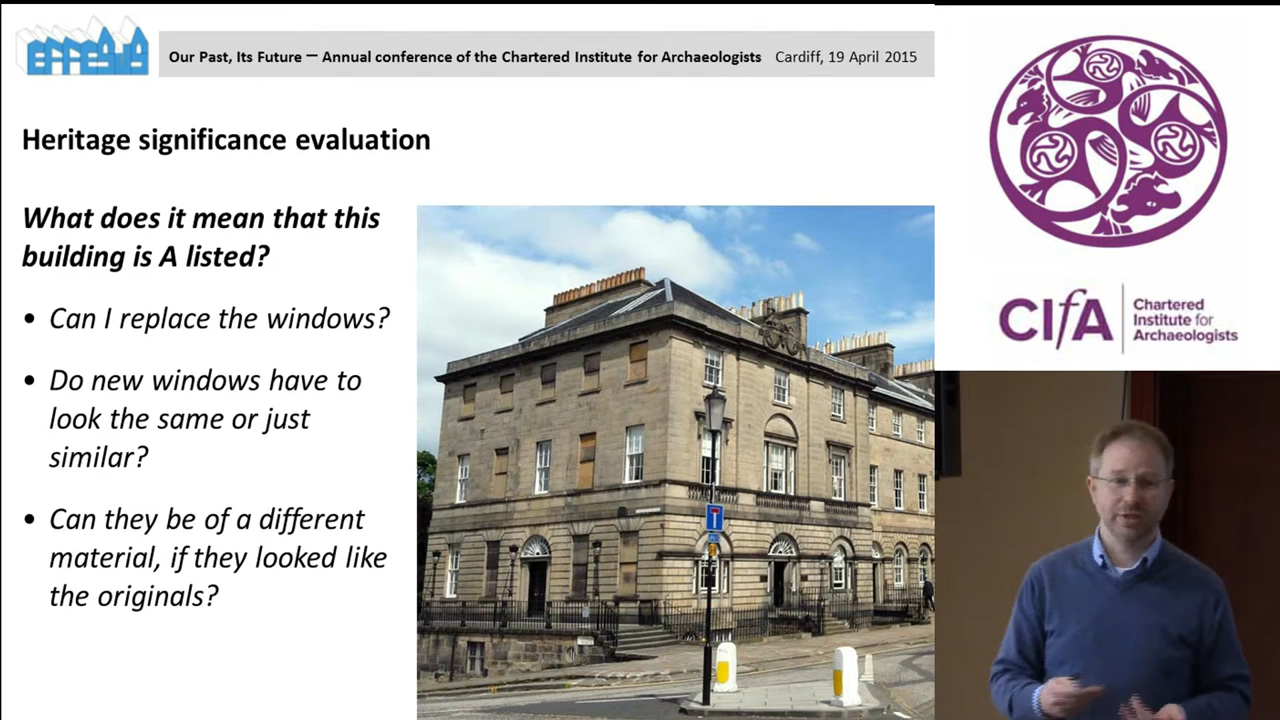 EFFESUS
Our Past, Its Future — Annual conference of the Chartered Institute for Archaeologists Cardiff, 19 April 2015
Heritage significance evaluation
What does it mean that this
building is A listed?
• Can I replace the windows?
• Do new windows have to
look the same or just
similar?
• Can they be of a different
material, if they looked like
the originals?
CIfA
Chartered
Institute for
Archaeologists